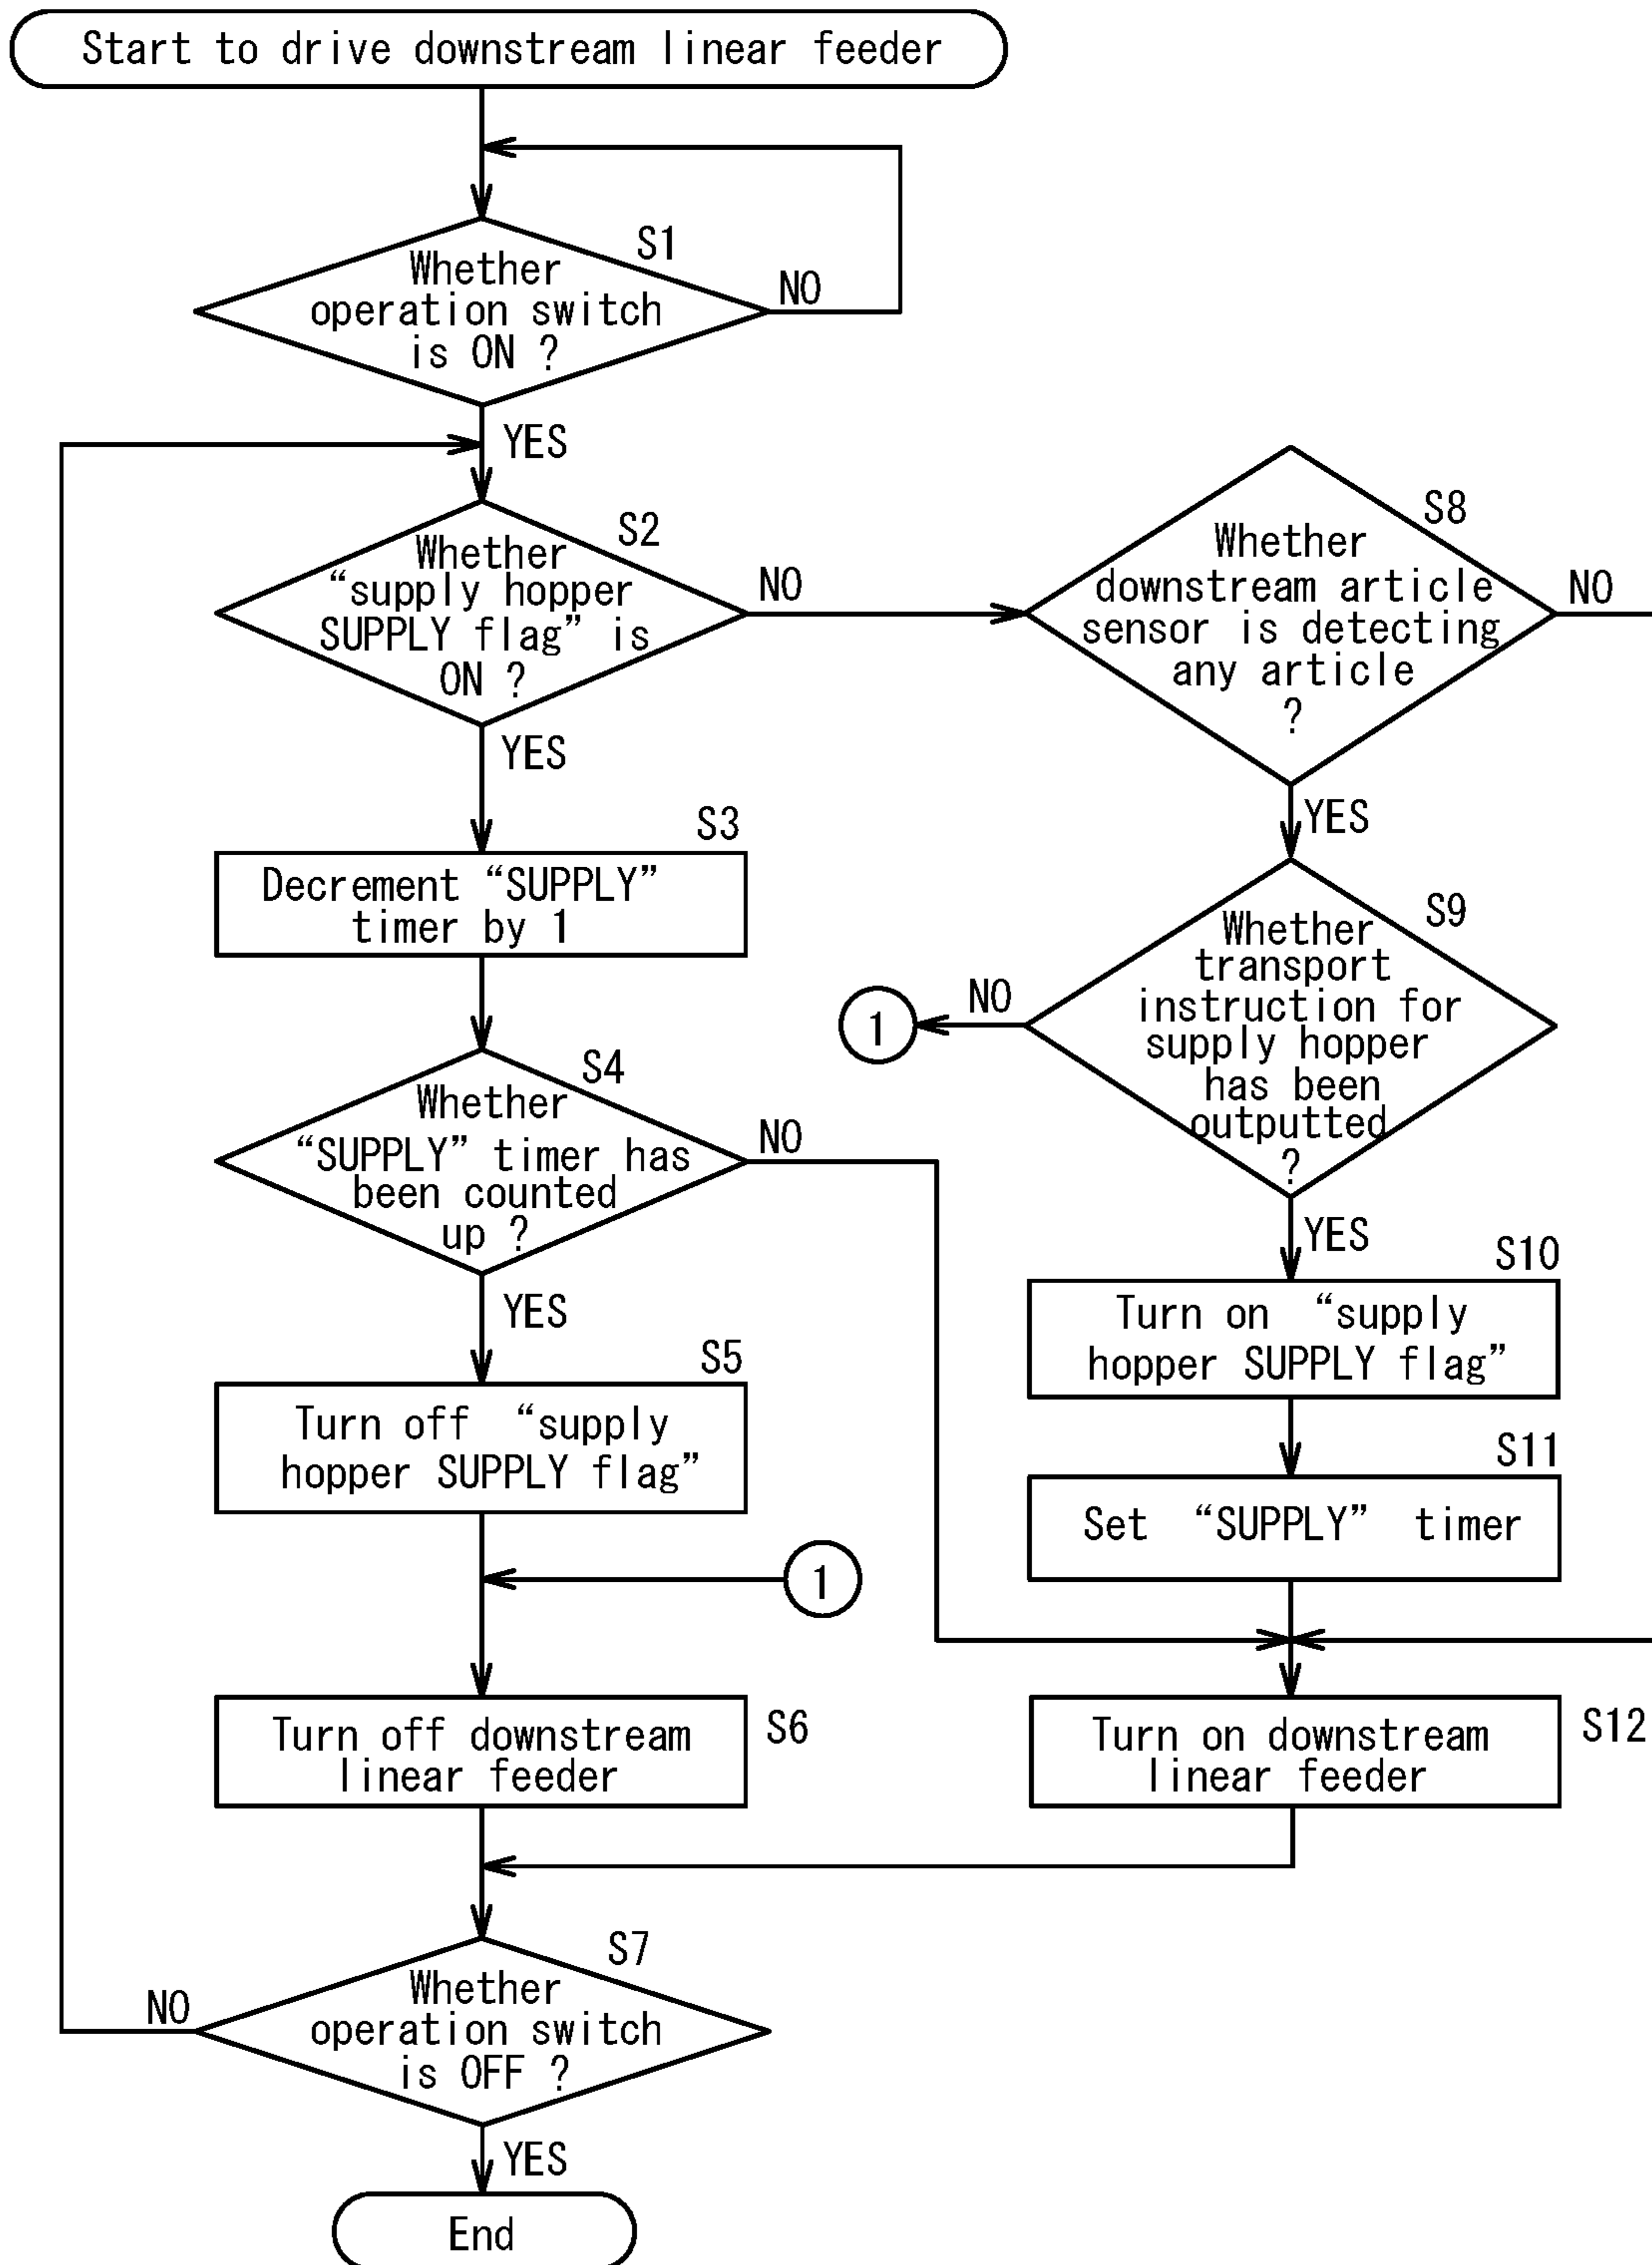 Start to drive downstream linear feeder
S1
Whether
operation switch
is ON ?
NO
YES
S2
Whether
“supply hopper
SUPPLY flag” is
ON ?
NO
YES
S8
Whether
downstream article
sensor is detecting
any article
?
NO
YES
S3
Decrement “SUPPLY”
timer by 1
S9
Whether
transport
instruction for
supply hopper
has been
outputted
?
NO
1
YES
S4
Whether
“SUPPLY” timer has
been counted
up ?
NO
YES
S10
Turn on “supply
hopper SUPPLY flag”
S5
Turn off “supply
hopper SUPPLY flag”
S11
Set “SUPPLY” timer
1
Turn off downstream
linear feeder
S6
Turn on downstream
linear feeder
S12
S7
Whether
operation switch
is OFF ?
NO
YES
End